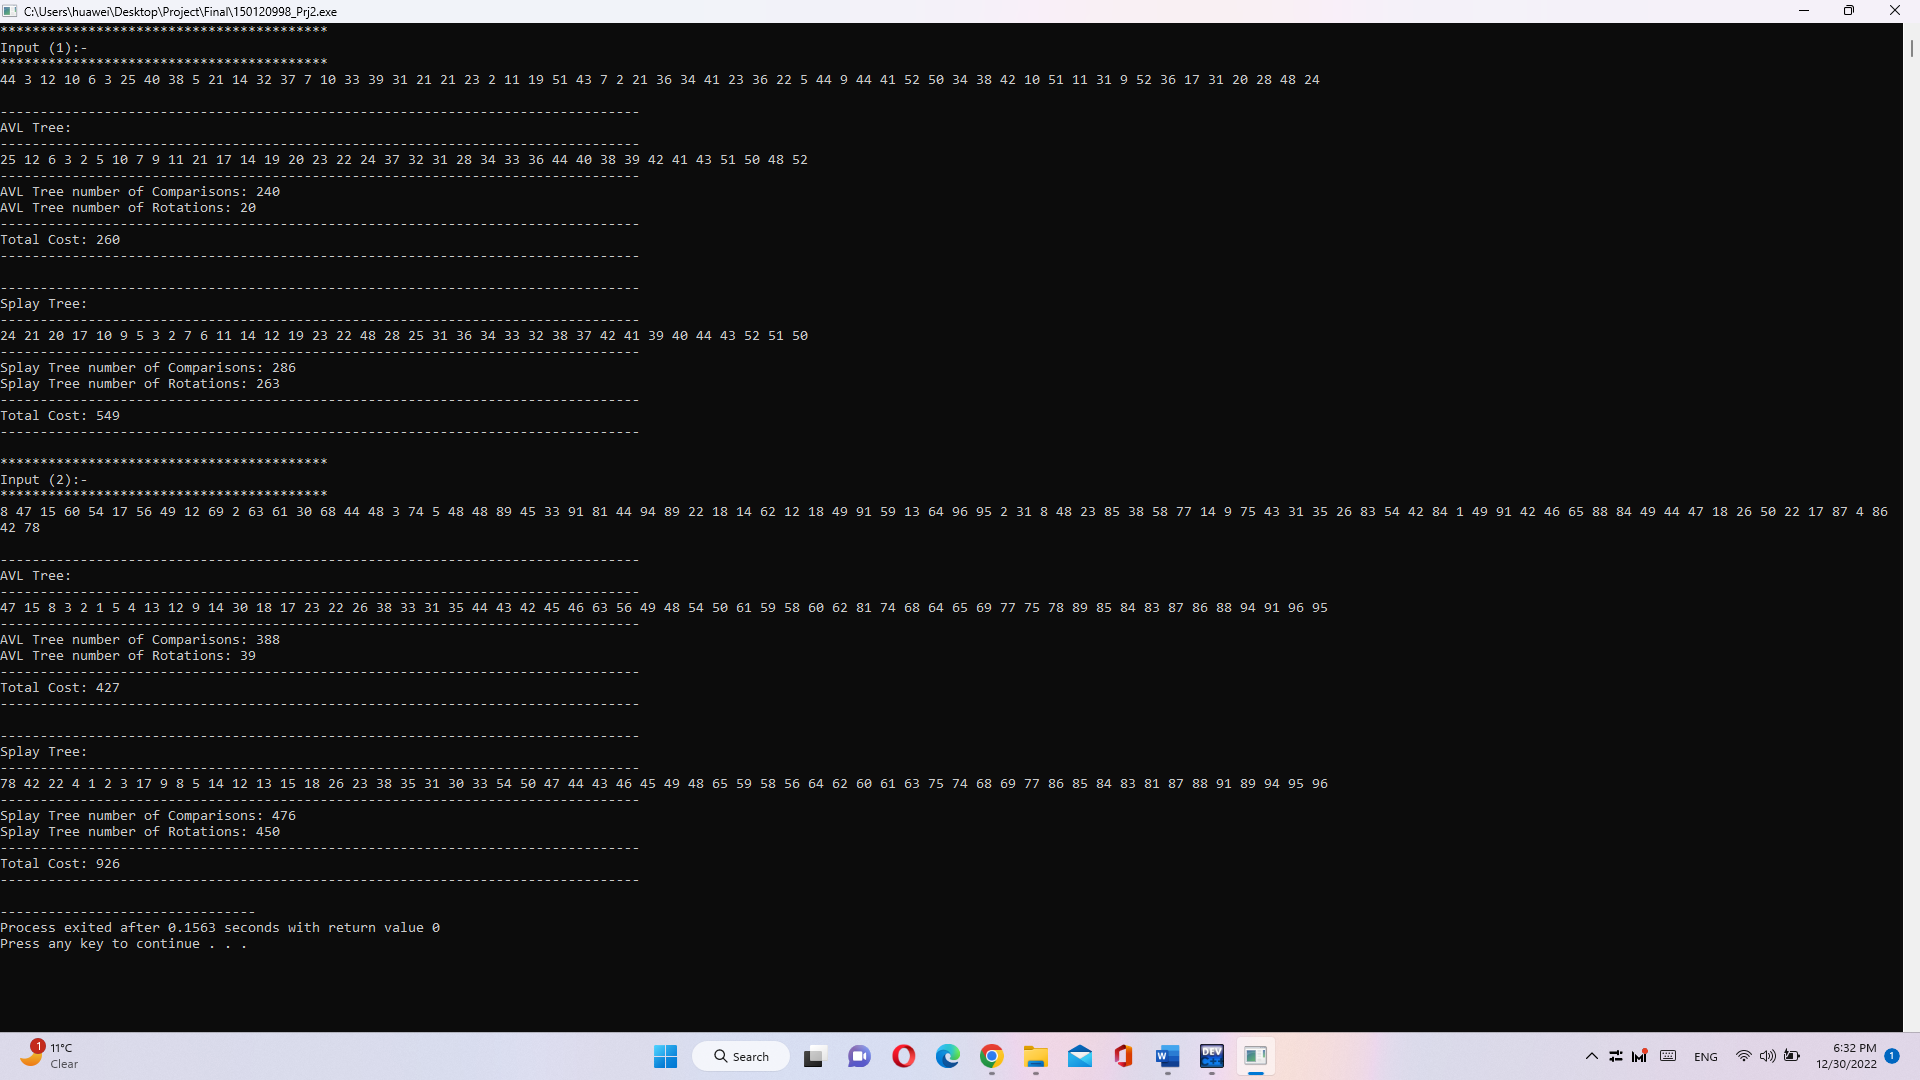 C:\Users\huawei\Desktop\Project\Final\150120998_Prj2.exe
*****************************************
Input (1):-
*****************************************
44 3 12 10 6 3 25 40 38 5 21 14 32 37 7 10 33 39 31 21 21 23 2 11 19 51 43 7 2 21 36 34 41 23 36 22 5 44 9 44 41 52 50 34 38 42 10 51 11 31 9 52 36 17 31 20 28 48 24
--------------------------------------------------------------------------------
AVL Tree:
--------------------------------------------------------------------------------
25 12 6 3 2 5 10 7 9 11 21 17 14 19 20 23 22 24 37 32 31 28 34 33 36 44 40 38 39 42 41 43 51 50 48 52
--------------------------------------------------------------------------------
AVL Tree number of Comparisons: 240
AVL Tree number of Rotations: 20
--------------------------------------------------------------------------------
Total Cost: 260
--------------------------------------------------------------------------------
--------------------------------------------------------------------------------
Splay Tree:
--------------------------------------------------------------------------------
24 21 20 17 10 9 5 3 2 7 6 11 14 12 19 23 22 48 28 25 31 36 34 33 32 38 37 42 41 39 40 44 43 52 51 50
--------------------------------------------------------------------------------
Splay Tree number of Comparisons: 286
Splay Tree number of Rotations: 263
--------------------------------------------------------------------------------
Total Cost: 549
--------------------------------------------------------------------------------
*****************************************
Input (2):-
*****************************************
8 47 15 60 54 17 56 49 12 69 2 63 61 30 68 44 48 3 74 5 48 48 89 45 33 91 81 44 94 89 22 18 14 62 12 18 49 91 59 13 64 96 95 2 31 8 48 23 85 38 58 77 14 9 75 43 31 35 26 83 54 42 84 1 49 91 42 46 65 88 84 49 44 47 18 26 50 22 17 87 4 86
42 78
--------------------------------------------------------------------------------
AVL Tree:
--------------------------------------------------------------------------------
47 15 8 3 2 1 5 4 13 12 9 14 30 18 17 23 22 26 38 33 31 35 44 43 42 45 46 63 56 49 48 54 50 61 59 58 60 62 81 74 68 64 65 69 77 75 78 89 85 84 83 87 86 88 94 91 96 95
--------------------------------------------------------------------------------
AVL Tree number of Comparisons: 388
AVL Tree number of Rotations: 39
--------------------------------------------------------------------------------
Total Cost: 427
--------------------------------------------------------------------------------
--------------------------------------------------------------------------------
Splay Tree:
--------------------------------------------------------------------------------
78 42 22 4 1 2 3 17 9 8 5 14 12 13 15 18 26 23 38 35 31 30 33 54 50 47 44 43 46 45 49 48 65 59 58 56 64 62 60 61 63 75 74 68 69 77 86 85 84 83 81 87 88 91 89 94 95 96
--------------------------------------------------------------------------------
Splay Tree number of Comparisons: 476
Splay Tree number of Rotations: 450
--------------------------------------------------------------------------------
Total Cost: 926
--------------------------------------------------------------------------------
--------------------------------
Process exited after 0.1563 seconds with return value 0
Press any key to continue . . .
1
11°C
Clear
Search
W
DEV
ENG
6:32 PM
12/30/2022
1